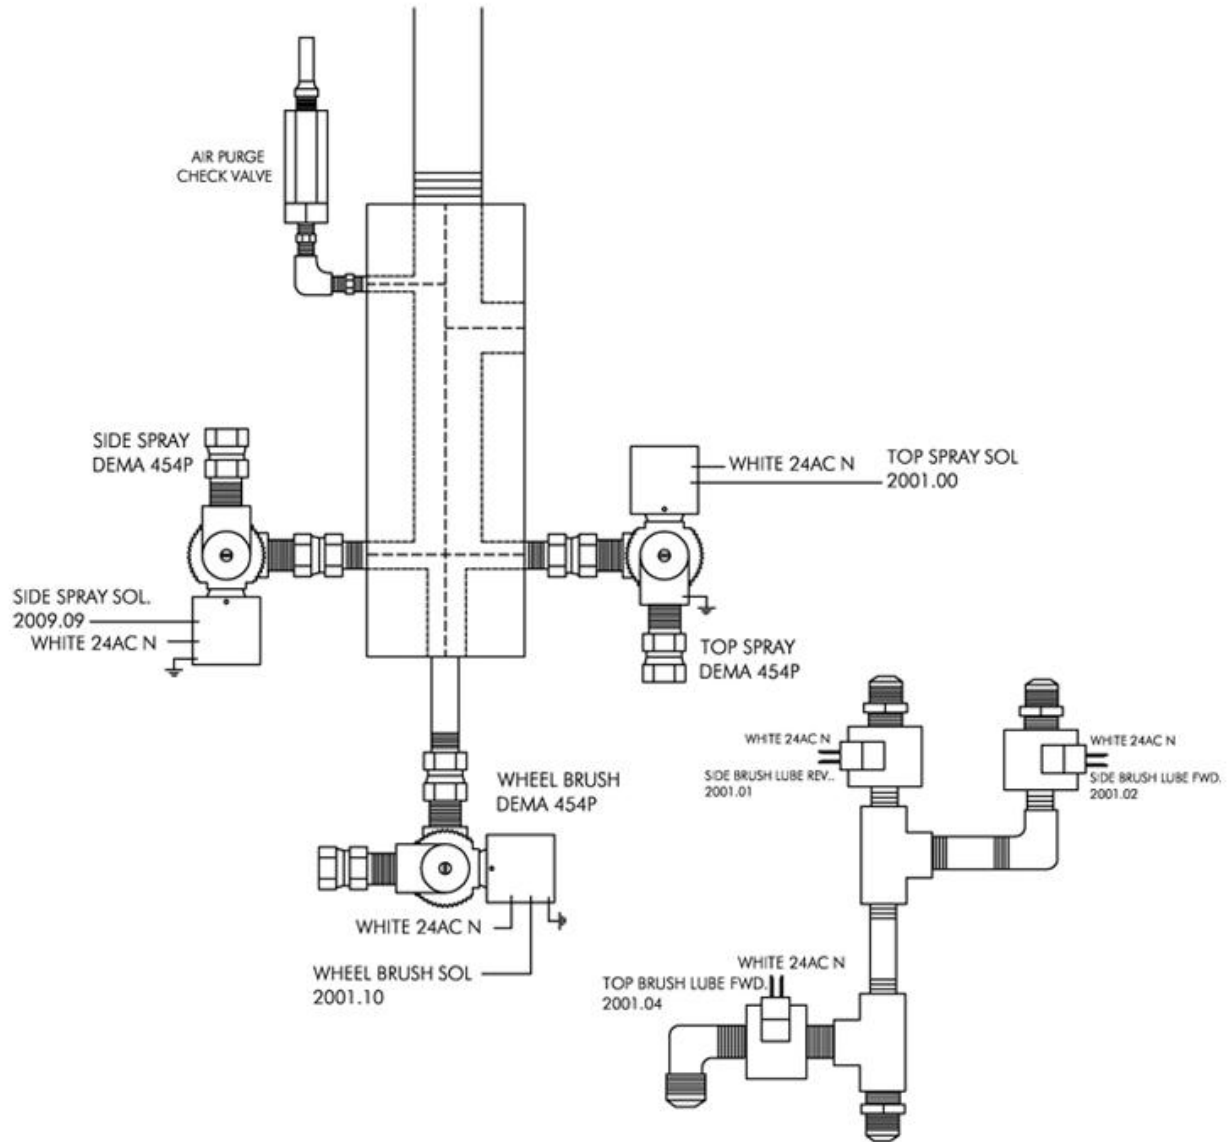 AIR PURGE
CHECK VALVE
SIDE SPRAY
DEMA 454P
WHITE 24AC N
TOP SPRAY SOL
2001.00
SIDE SPRAY SOL.
2009.09
WHITE 24AC N
TOP SPRAY
DEMA 454P
WHEEL BRUSH
DEMA 454P
WHITE 24AC N
SIDE BRUSH LUBE REV..
2001.01
WHITE 24AC N
SIDE BRUSH LUBE FWD.
2001.02
WHITE 24AC N
WHEEL BRUSH SOL
2001.10
WHITE 24AC N
TOP BRUSH LUBE FWD.
2001.04